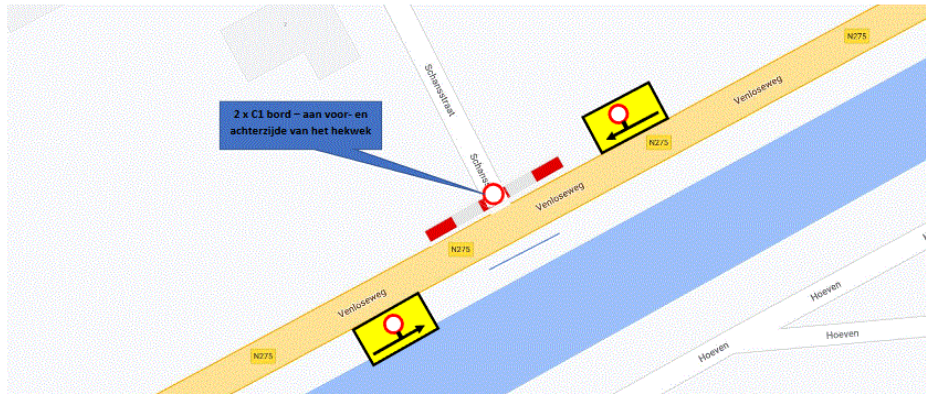 N275
Venloseweg
Schansstraat
2 x C1 bord – aan voor- en
achterzijde van het hekwek
N275
Schanss
Venloseweg
N275
Venloseweg
N275
Hoeven
Hoeven
Hoeven